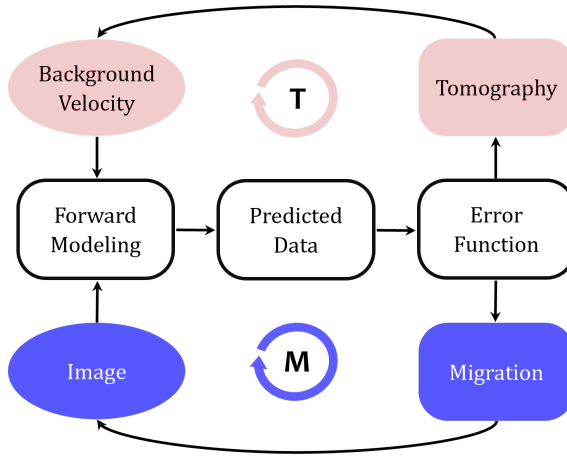 Background
Velocity
T
Tomography
Forward
Modeling
Predicted
Data
Error
Function
Image
M
Migration